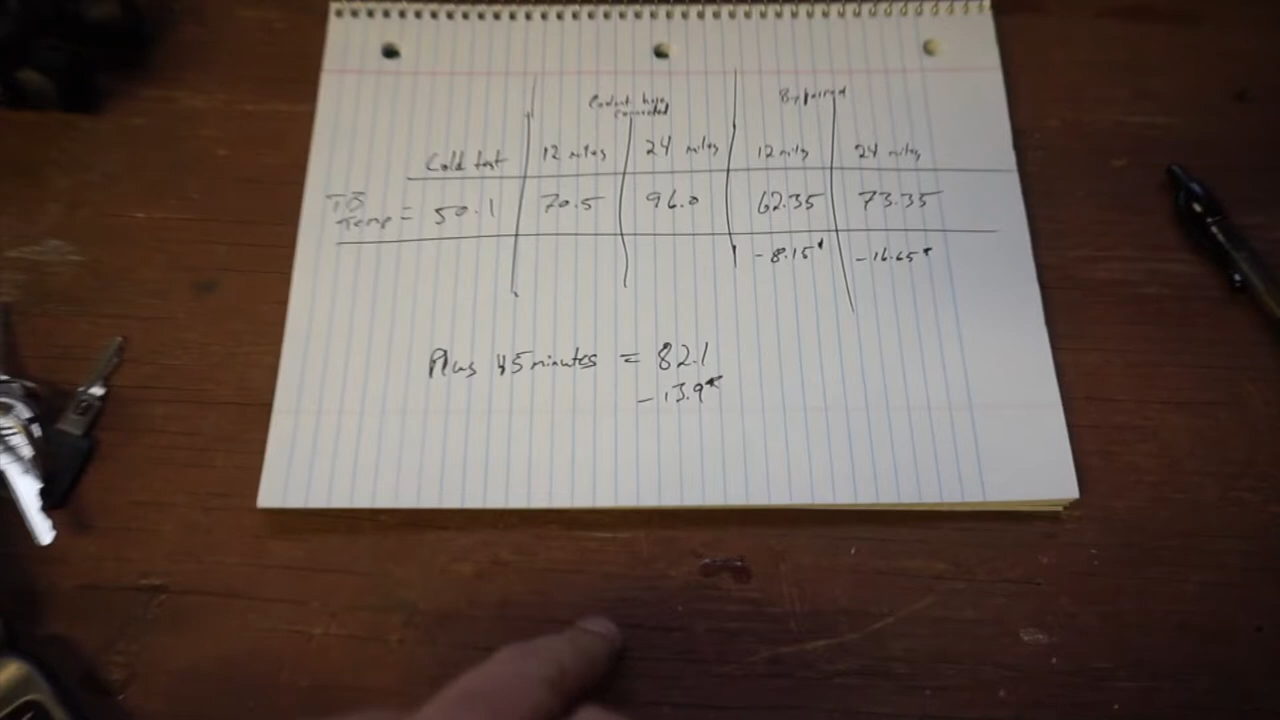 Coolant hose Bypassed
connected
Cold test 12 miles 24 miles 12 miles 24 miles
TB
Temp = 50.1 70.5 96.0 62.35 73.35
-8.15° -16.65°
Plus 45 minutes = 82.1
-13.9°